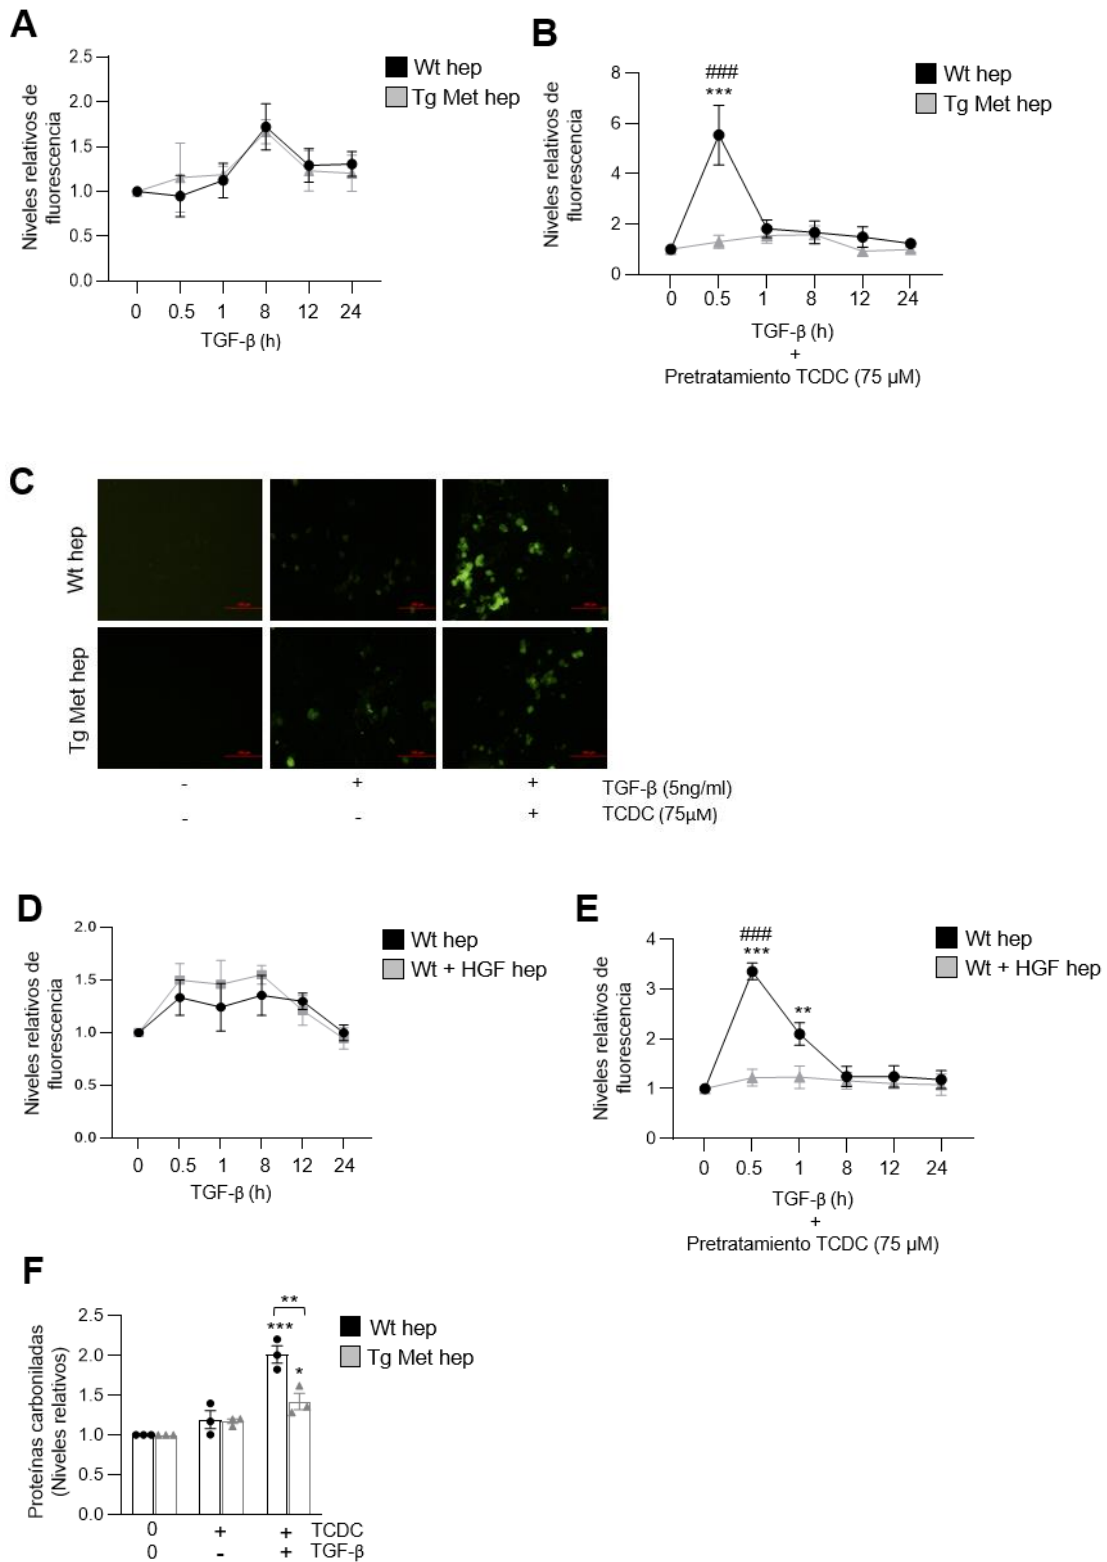 A
Niveles relativos de
fluorescencia
2.5
2.0
1.5
1.0
0.5
0.0
0 0.5 1 8 12 24
TGF-β (h)
Wt hep
Tg Met hep
B
Niveles relativos de
fluorescencia
8
6
4
2
0
###
***
0 0.5 1 8 12 24
TGF-β (h)
+
Pretratamiento TCDC (75 µM)
Wt hep
Tg Met hep
C
Wt hep
Tg Met hep
- + + TGF-β (5ng/ml)
- - + TCDC (75µM)
D
Niveles relativos de
fluorescencia
2.0
1.5
1.0
0.5
0.0
0 0.5 1 8 12 24
TGF-β (h)
Wt hep
Wt + HGF hep
E
Niveles relativos de
fluorescencia
4
3
2
1
0
###
***
**
0 0.5 1 8 12 24
TGF-β (h)
+
Pretratamiento TCDC (75 µM)
Wt hep
Wt + HGF hep
F
Proteínas carboniladas
(Niveles relativos)
2.5
2.0
1.5
1.0
0.5
0.0
**
***
*
0 + + TCDC
0 - + TGF-β
Wt hep
Tg Met hep